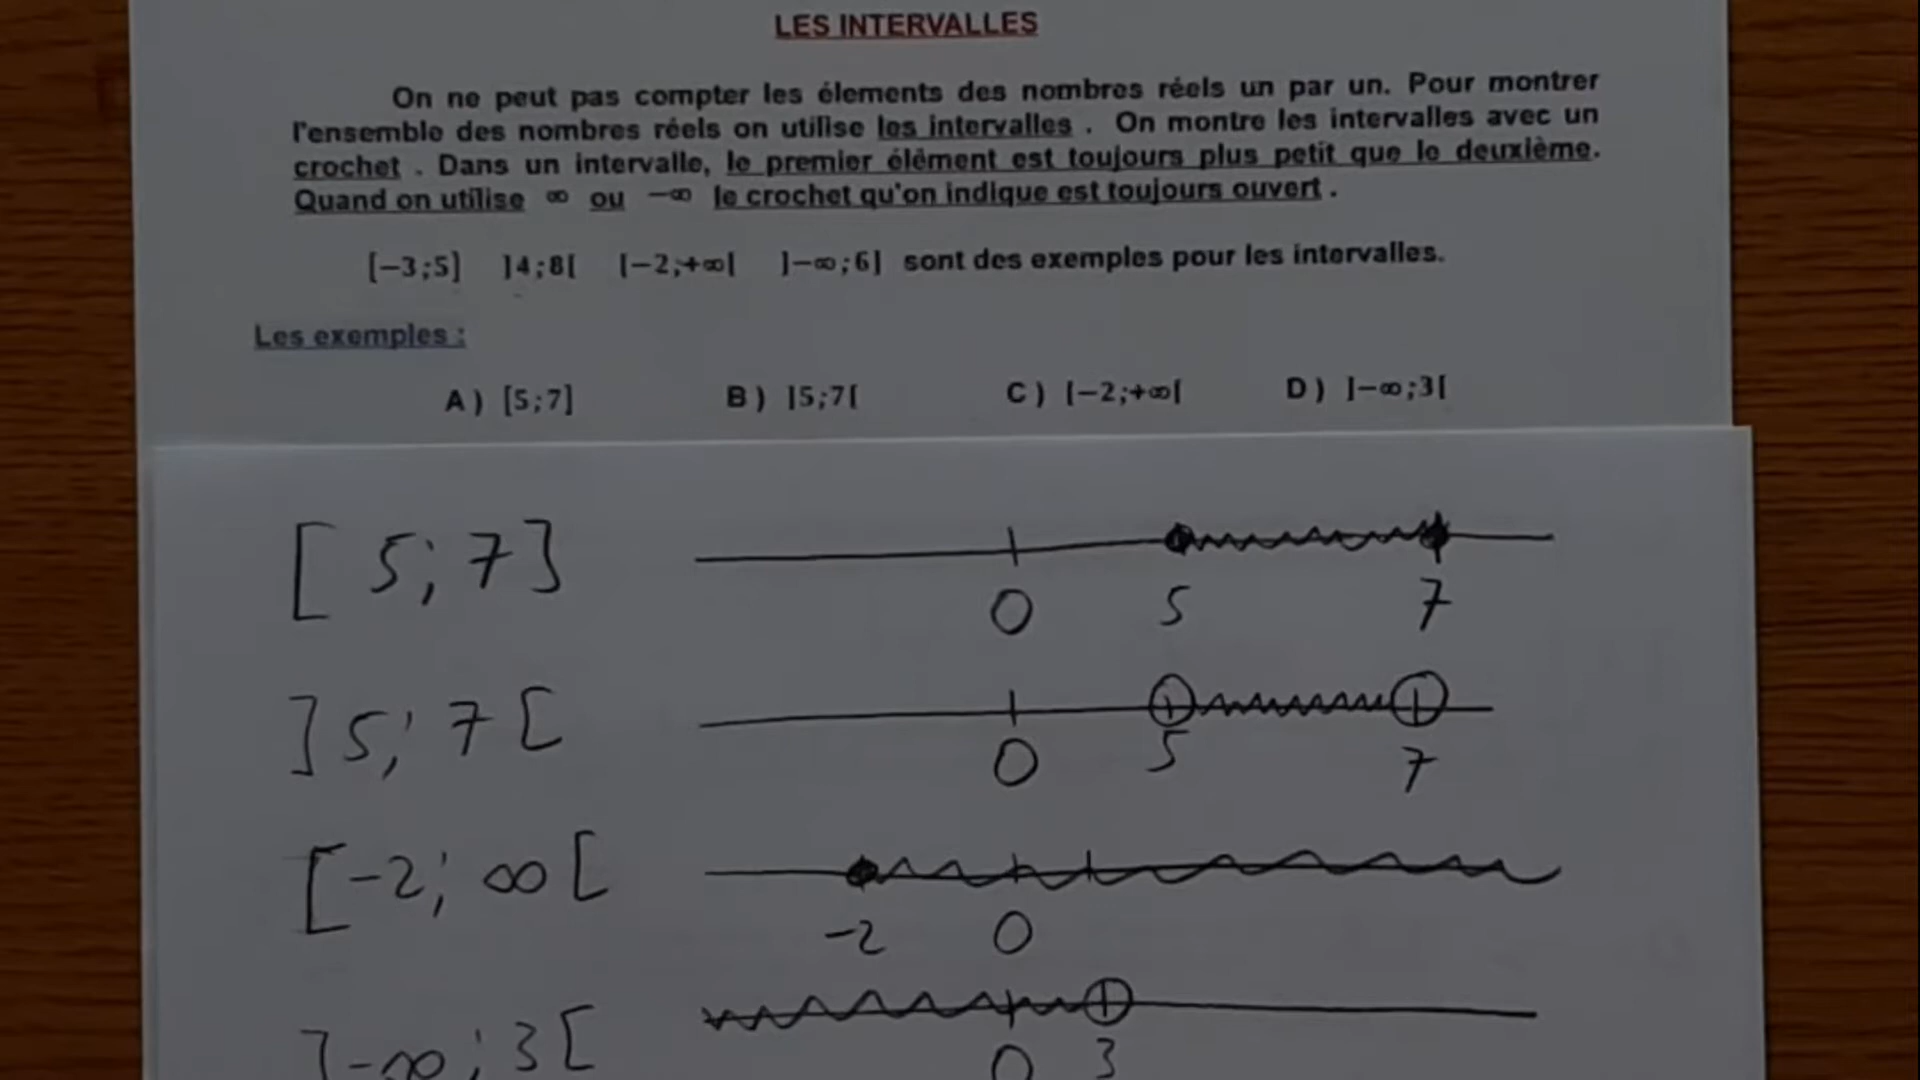 LES INTERVALLES
On ne peut pas compter les élements des nombres réels un par un. Pour montrer
l'ensemble des nombres réels on utilise les intervalles . On montre les intervalles avec un
crochet . Dans un intervalle, le premier élément est toujours plus petit que le deuxième.
Quand on utilise ∞ ou −∞ le crochet qu'on indique est toujours ouvert .
[−3;5] ]4;8[ [−2;+∞[ ]−∞;6] sont des exemples pour les intervalles.
Les exemples :
A ) [5;7] B ) ]5;7[ C ) [−2;+∞[ D ) ]−∞;3[
[ 5; 7]
0 5 7
]5; 7[
0 5 7
[-2; ∞[
-2 0
]-∞; 3[
0 3